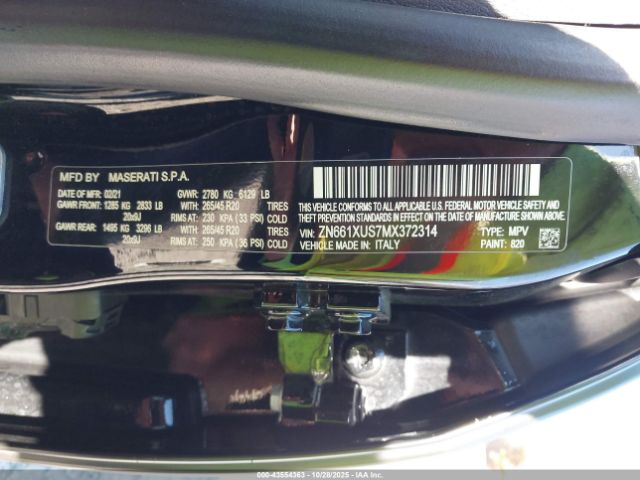 MFD BY MASERATI S.P.A.
DATE OF MFR: 02/21 GVWR: 2780 KG 6129 LB
GAWR FRONT: 1285 KG 2833 LB WITH: 265/45 R20 TIRES
20x9J RIMS AT: 230 KPA (33 PSI) COLD
GAWR REAR: 1495 KG 3296 LB WITH: 265/45 R20 TIRES
20x9J RIMS AT: 250 KPA (36 PSI) COLD
THIS VEHICLE CONFORMS TO ALL APPLICABLE U.S. FEDERAL MOTOR VEHICLE SAFETY
AND THEFT PREVENTION STANDARDS IN EFFECT ON THE DATE OF MANUFACTURE SHOWN ABOVE.
VIN: ZN661XUS7MX372314 TYPE: MPV
MADE IN: ITALY PAINT: 820
000-43554363 - 10/28/2025 - COPYRIGHT IAA, LLC.